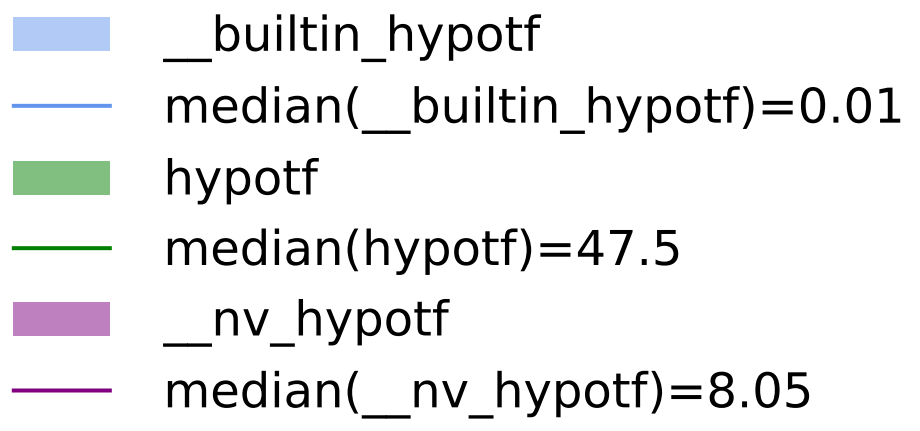 __builtin_hypotf
median(__builtin_hypotf)=0.01
hypotf
median(hypotf)=47.5
__nv_hypotf
median(__nv_hypotf)=8.05